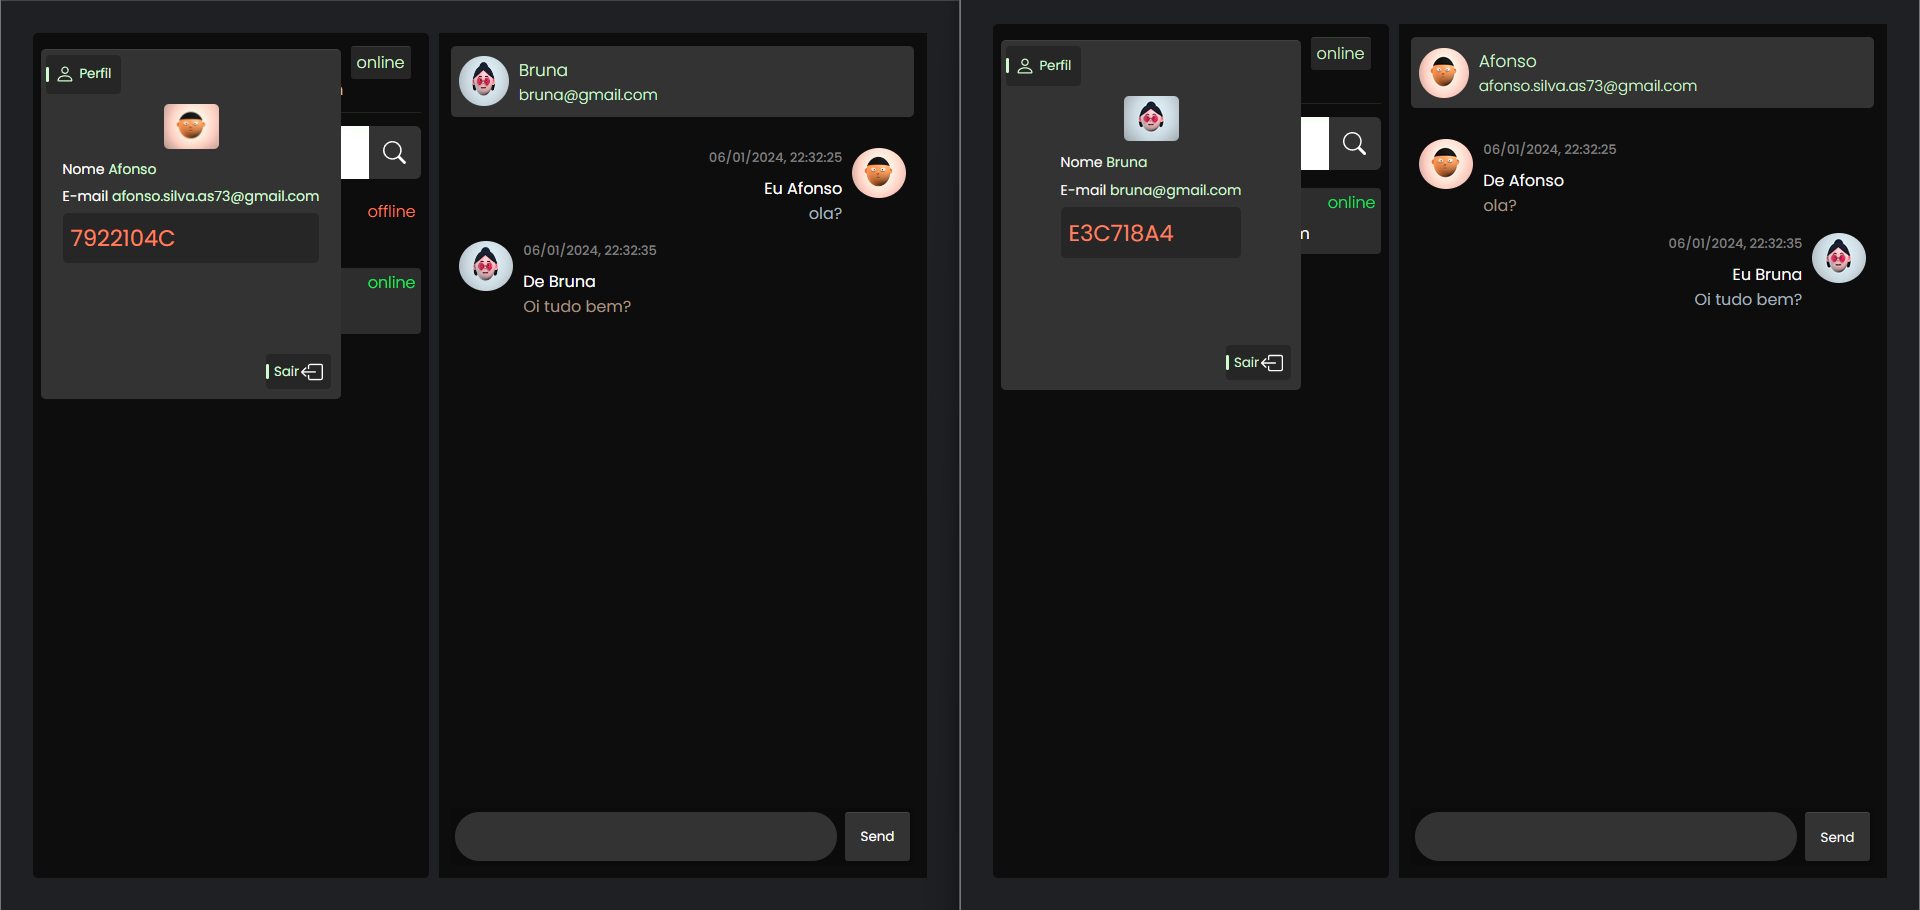 Perfil
online
Nome Afonso
E-mail afonso.silva.as73@gmail.com
7922104C
offline
online
Sair
Bruna
bruna@gmail.com
06/01/2024, 22:32:25
Eu Afonso
ola?
06/01/2024, 22:32:35
De Bruna
Oi tudo bem?
Send
Perfil
online
Nome Bruna
E-mail bruna@gmail.com
E3C718A4
online
m
Sair
Afonso
afonso.silva.as73@gmail.com
06/01/2024, 22:32:25
De Afonso
ola?
06/01/2024, 22:32:35
Eu Bruna
Oi tudo bem?
Send